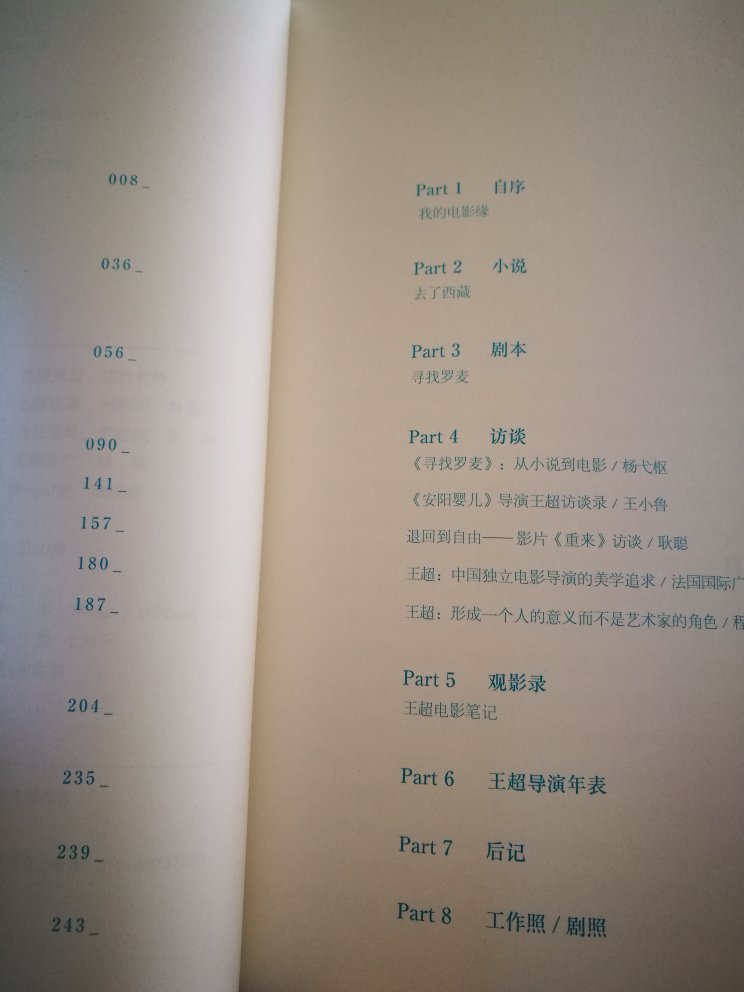 008_
Part 1 自序
我的电影缘
036_
Part 2 小说
去了西藏
056_
Part 3 剧本
寻找罗麦
Part 4 访谈
090_
《寻找罗麦》：从小说到电影 / 杨弋枢
141_
《安阳婴儿》导演王超访谈录 / 王小鲁
157_
退回到自由——影片《重来》访谈 / 耿聪
180_
王超：中国独立电影导演的美学追求 / 法国国际广
187_
王超：形成一个人的意义而不是艺术家的角色 / 程
Part 5 观影录
204_
王超电影笔记
235_
Part 6 王超导演年表
239_
Part 7 后记
243_
Part 8 工作照 / 剧照